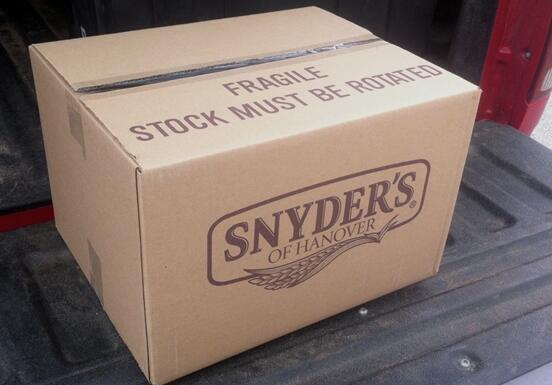 FRAGILE
STOCK MUST BE ROTATED
SNYDER'S®
OF HANOVER